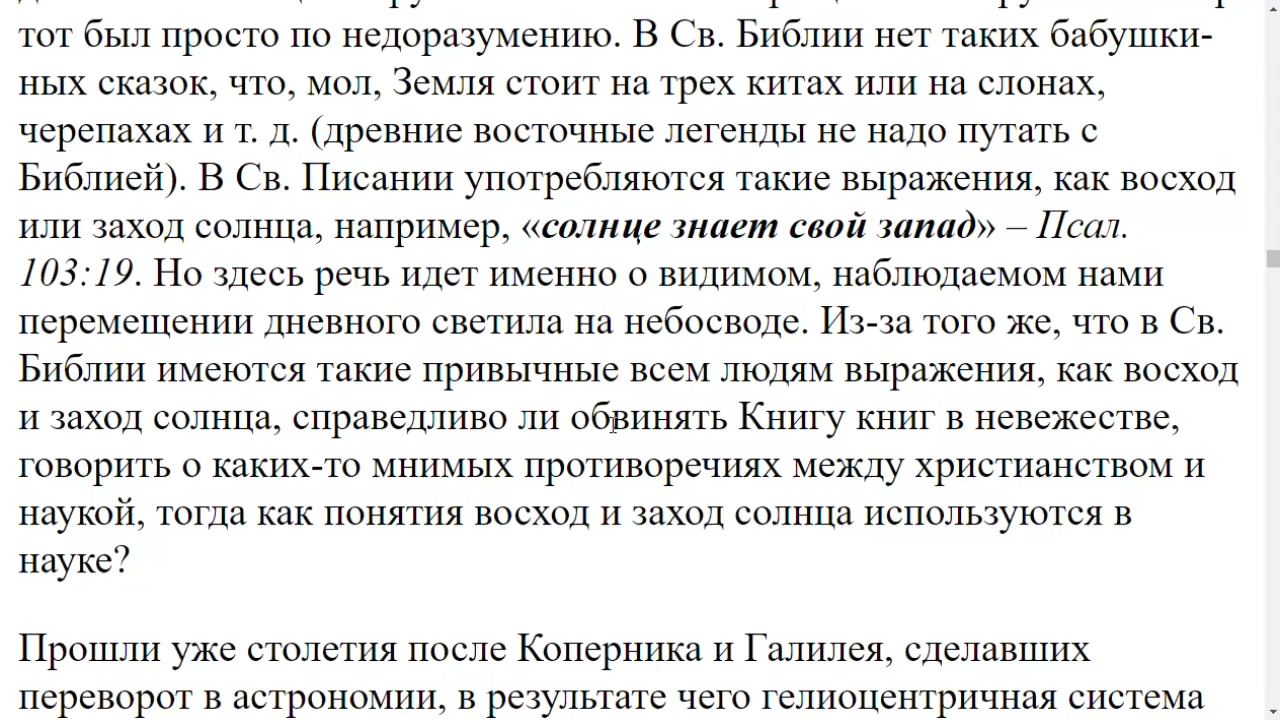 тот был просто по недоразумению. В Св. Библии нет таких бабушки-
ных сказок, что, мол, Земля стоит на трех китах или на слонах,
черепахах и т. д. (древние восточные легенды не надо путать с
Библией). В Св. Писании употребляются такие выражения, как восход
или заход солнца, например, «солнце знает свой запад» – Псал.
103:19. Но здесь речь идет именно о видимом, наблюдаемом нами
перемещении дневного светила на небосводе. Из-за того же, что в Св.
Библии имеются такие привычные всем людям выражения, как восход
и заход солнца, справедливо ли обвинять Книгу книг в невежестве,
говорить о каких-то мнимых противоречиях между христианством и
наукой, тогда как понятия восход и заход солнца используются в
науке?
Прошли уже столетия после Коперника и Галилея, сделавших
переворот в астрономии, в результате чего гелиоцентричная система